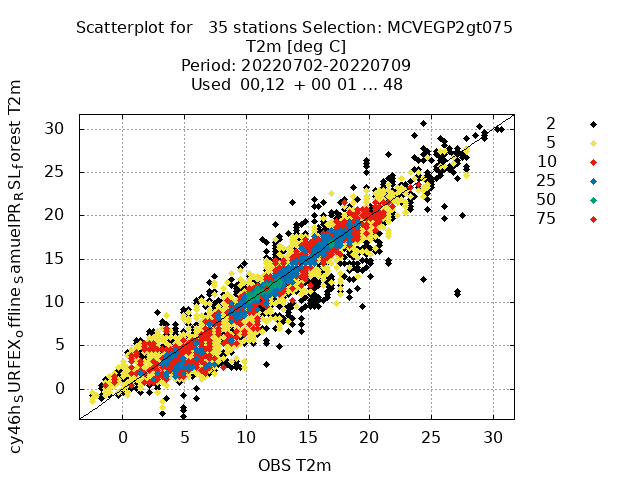 Scatterplot for   35 stations Selection: MCVEGP2gt075
T2m [deg C]
Period: 20220702-20220709
Used  00,12  + 00 01 ... 48
cy46h_SURFEX_offline_SamuelPR_RSL_Forest T2m
30
25
20
15
10
5
0
0 5 10 15 20 25 30
OBS T2m
2
5
10
25
50
75